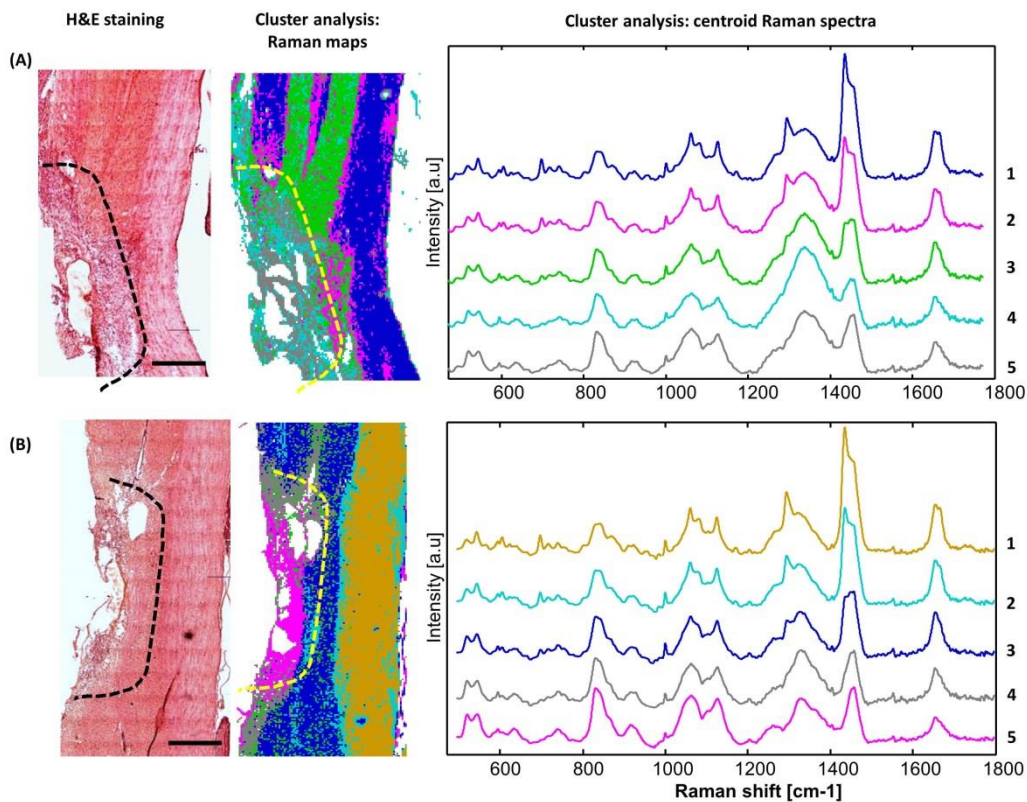 H&E staining
Cluster analysis:
Raman maps
Cluster analysis: centroid Raman spectra
(A)
Intensity [a.u]
1
2
3
4
5
600 800 1000 1200 1400 1600 1800
(B)
Intensity [a.u]
1
2
3
4
5
600 800 1000 1200 1400 1600 1800
Raman shift [cm-1]